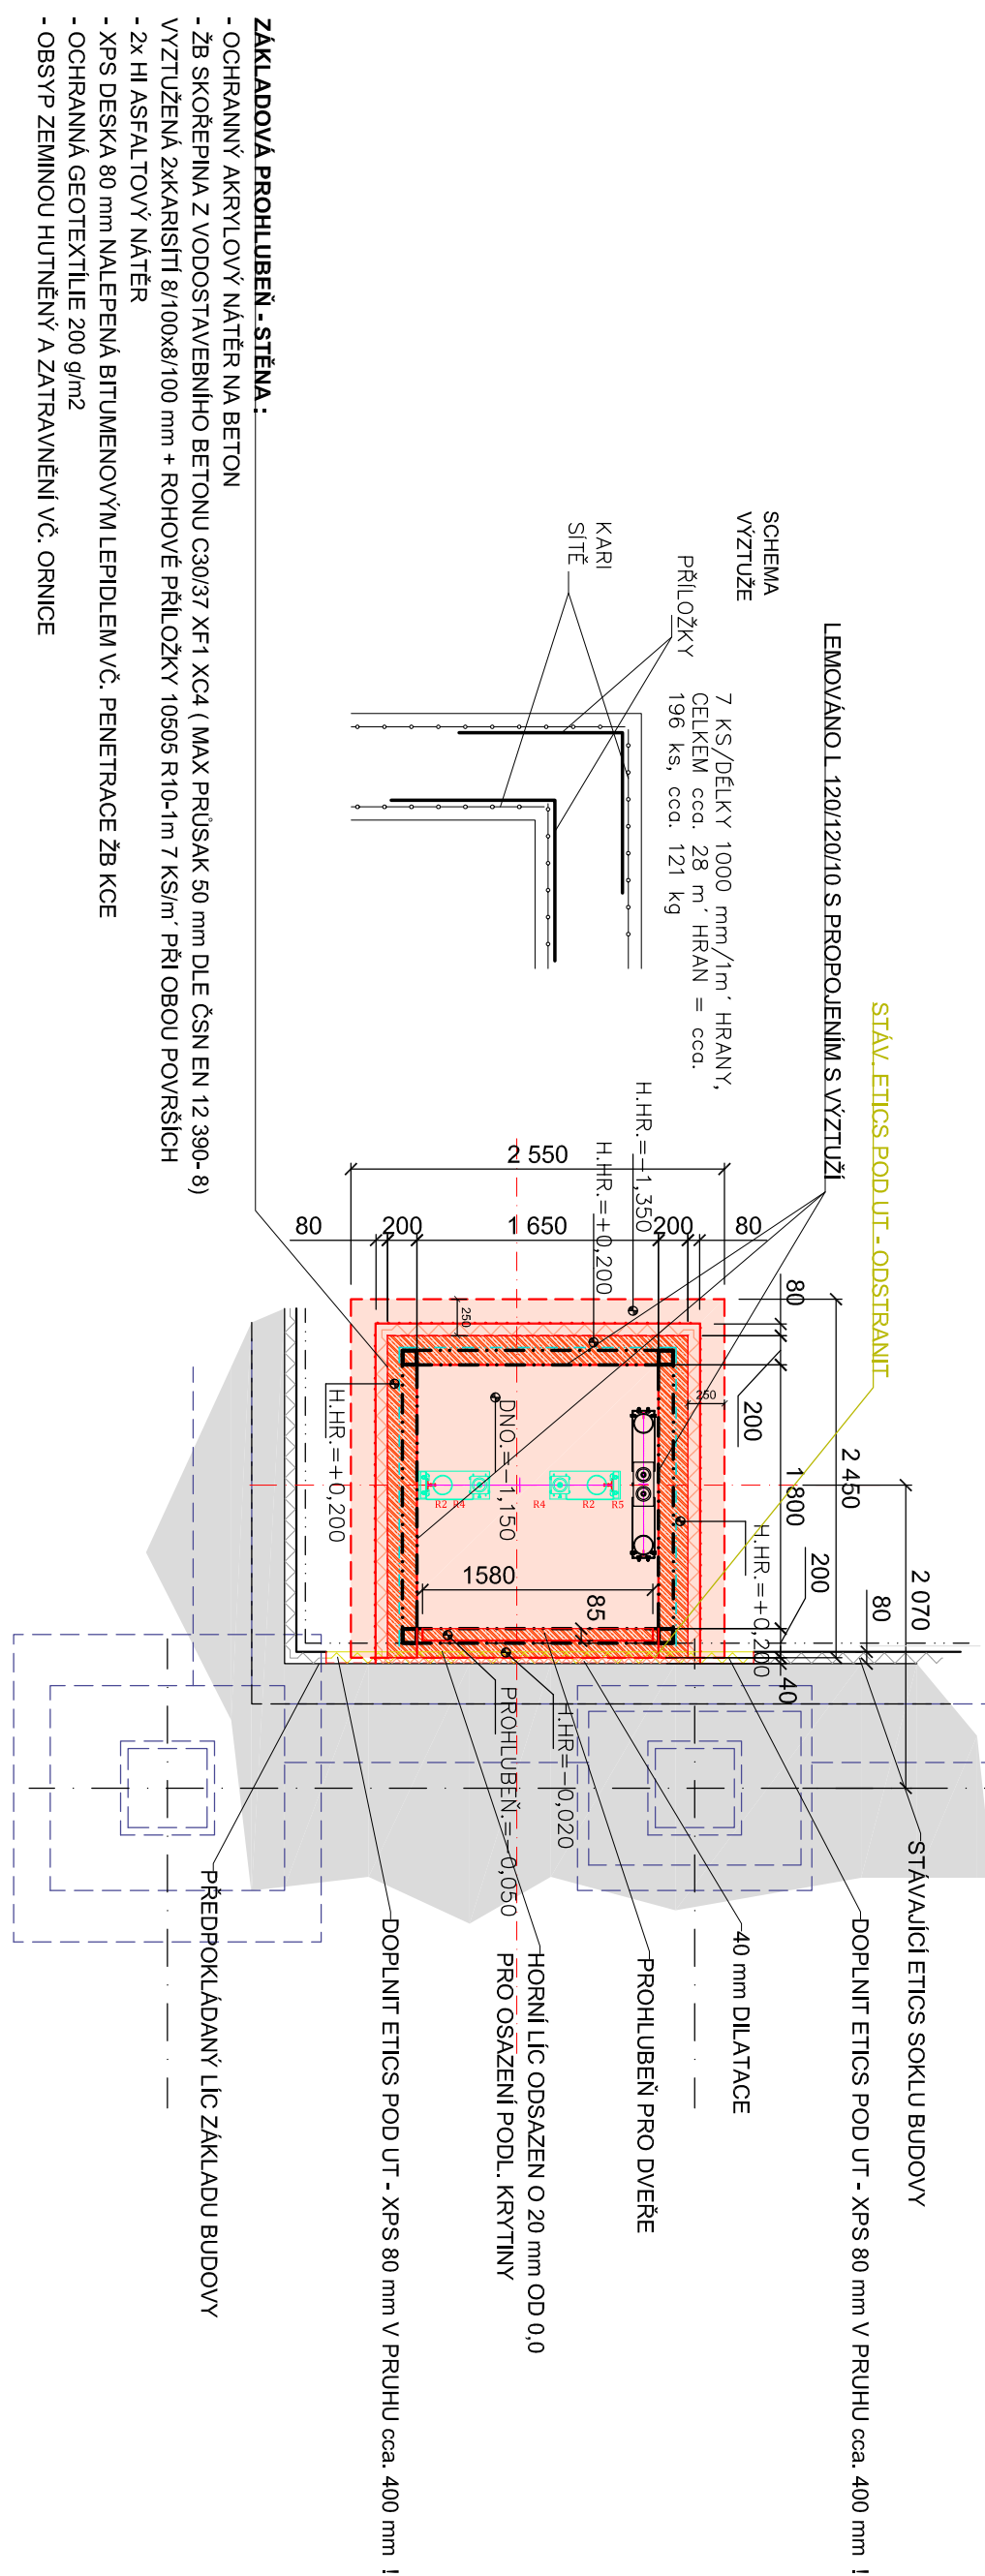 ZÁKLADOVÁ PROHLUBEŇ - STĚNA :
- OCHRANNÝ AKRYLOVÝ NÁTĚR NA BETON
- ŽB SKOŘEPINA Z VODOSTAVEBNÍHO BETONU C30/37 XF1 XC4 ( MAX PRŮSAK 50 mm DLE ČSN EN 12 390- 8)
VYZTUŽENÁ 2xKARISÍTÍ 8/100x8/100 mm + ROHOVÉ PŘÍLOŽKY 10505 R10-1m 7 KS/m´ PŘI OBOU POVRŠÍCH
- 2x HI ASFALTOVÝ NÁTĚR
- XPS DESKA 80 mm NALEPENÁ BITUMENOVÝM LEPIDLEM VČ. PENETRACE ŽB KCE
- OCHRANNÁ GEOTEXTÍLIE 200 g/m2
- OBSYP ZEMINOU HUTNĚNÝ A ZATRAVNĚNÍ VČ. ORNICE
SCHEMA
VÝZTUŽE
KARI
SÍTĚ
PŘÍLOŽKY
7 KS/DÉLKY 1000 mm/1m´ HRANY,
CELKEM cca. 28 m´ HRAN = cca.
196 ks, cca. 121 kg
LEMOVÁNO L 120/120/10 S PROPOJENÍM S VÝZTUŽÍ
STÁV. ETICS POD UT - ODSTRANIT
H.HR.=-1,350
H.HR.=+0,200
2 550
80
200
1 650
200
80
80
200
2 450
1 800
200
2 070
80
40
250
250
H.HR.=+0,200
H.HR.=+0,200
DNO.=-1,150
R2 R4
R4
R2
R5
1580
85
H.HR=-0,020
PROHLUBEŇ.=-0,050
STÁVAJÍCÍ ETICS SOKLU BUDOVY
DOPLNIT ETICS POD UT - XPS 80 mm V PRUHU cca. 400 mm !
40 mm DILATACE
PROHLUBEŇ PRO DVEŘE
HORNÍ LÍC ODSAZEN O 20 mm OD 0,0
PRO OSAZENÍ PODL. KRYTINY
DOPLNIT ETICS POD UT - XPS 80 mm V PRUHU cca. 400 mm !
PŘEDPOKLÁDANÝ LÍC ZÁKLADU BUDOVY